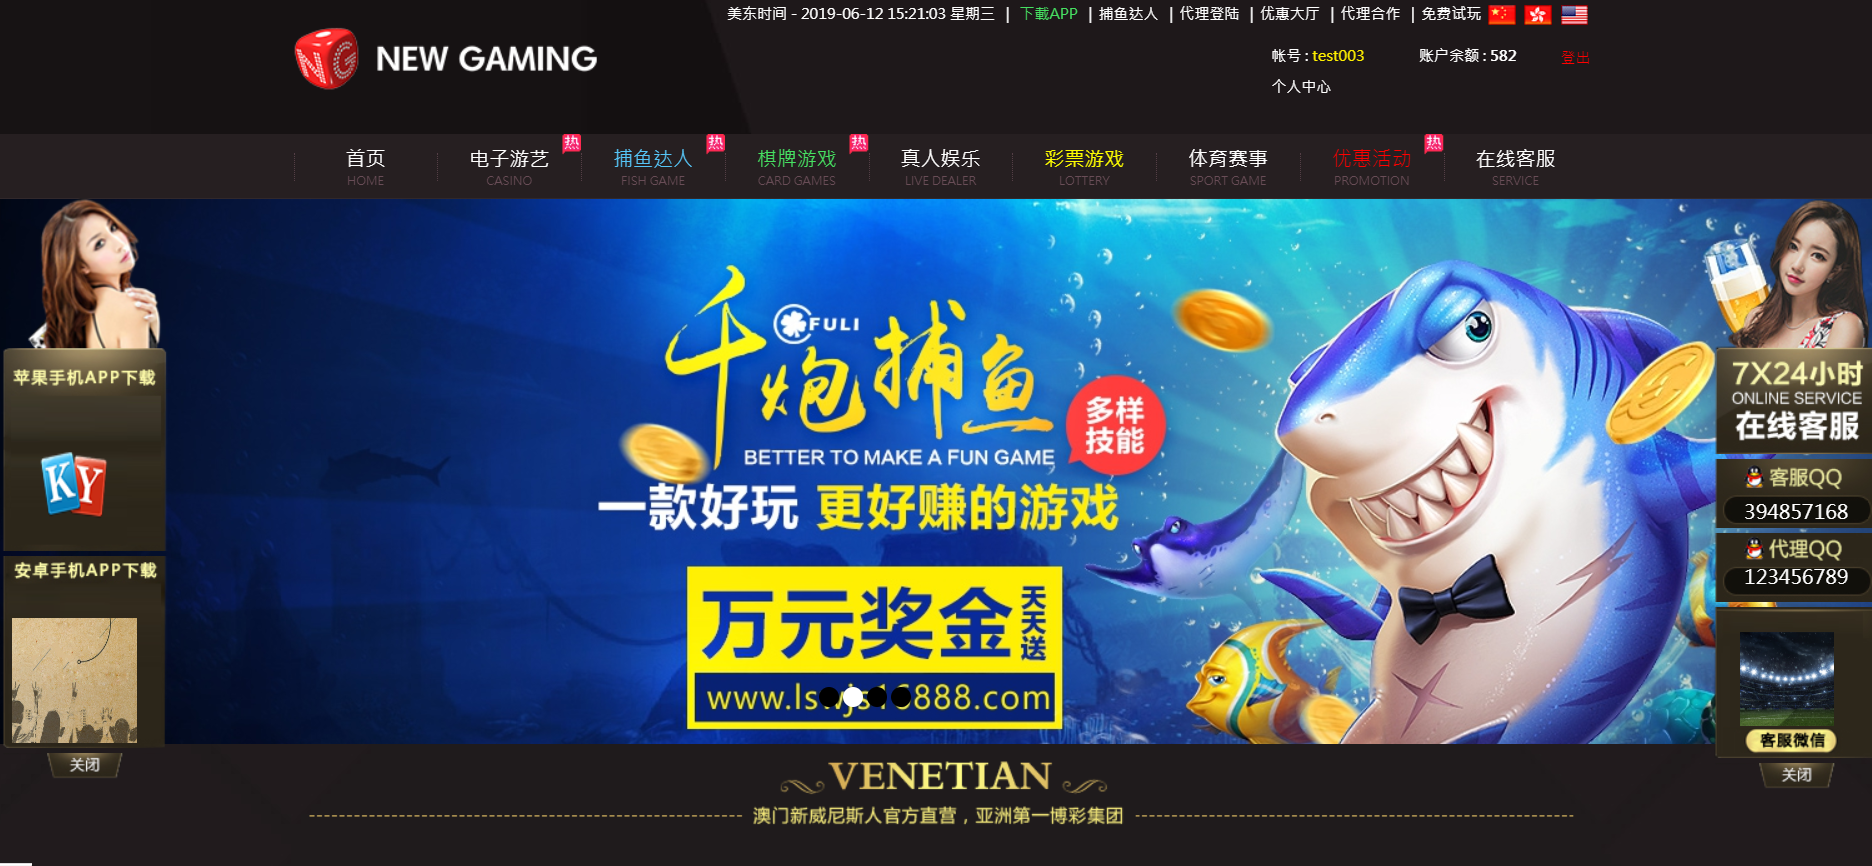 美东时间 - 2019-06-12 15:21:03 星期三 | 下載APP | 捕鱼达人 | 代理登陆 | 优惠大厅 | 代理合作 | 免费试玩
NG NEW GAMING
帐号 : test003 账户余额 : 582 登出
个人中心
热 热 热 热
首页 电子游艺 捕鱼达人 棋牌游戏 真人娱乐 彩票游戏 体育赛事 优惠活动 在线客服
HOME CASINO FISH GAME CARD GAMES LIVE DEALER LOTTERY SPORT GAME PROMOTION SERVICE
苹果手机APP下载
KY
安卓手机APP下载
关闭
FULI
千炮捕鱼
多样
技能
BETTER TO MAKE A FUN GAME
一款好玩 更好赚的游戏
万元奖金 天天送
7X24小时
ONLINE SERVICE
在线客服
客服QQ
394857168
代理QQ
123456789
客服微信
关闭
VENETIAN
澳门新威尼斯人官方直营，亚洲第一博彩集团